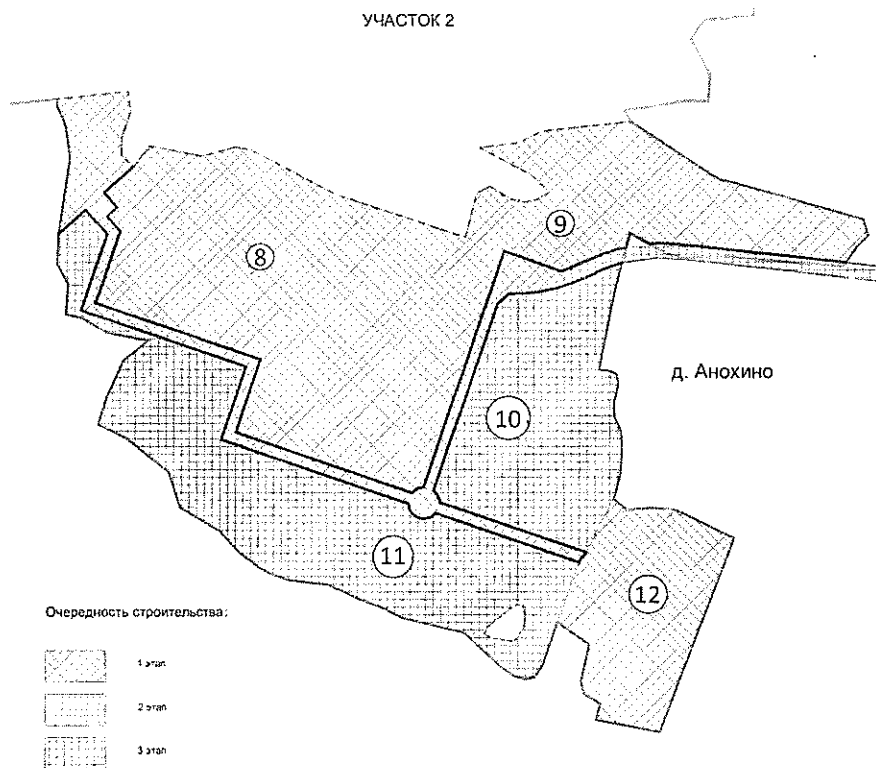 УЧАСТОК 2
9
8
д. Анохино
10
11
12
Очередность строительства:
1 этап
2 этап
3 этап